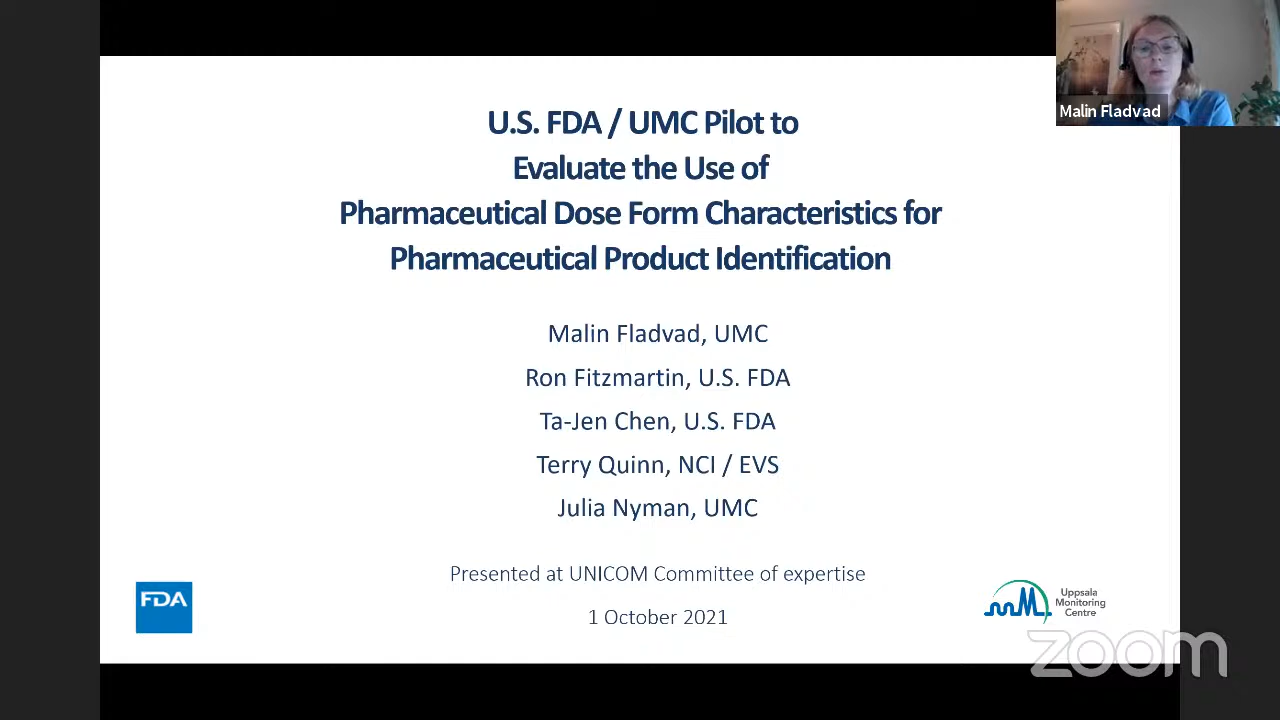 Malin Fladvad
U.S. FDA / UMC Pilot to
Evaluate the Use of
Pharmaceutical Dose Form Characteristics for
Pharmaceutical Product Identification
Malin Fladvad, UMC
Ron Fitzmartin, U.S. FDA
Ta-Jen Chen, U.S. FDA
Terry Quinn, NCI / EVS
Julia Nyman, UMC
Presented at UNICOM Committee of expertise
1 October 2021
FDA
Uppsala
Monitoring
Centre
zoom